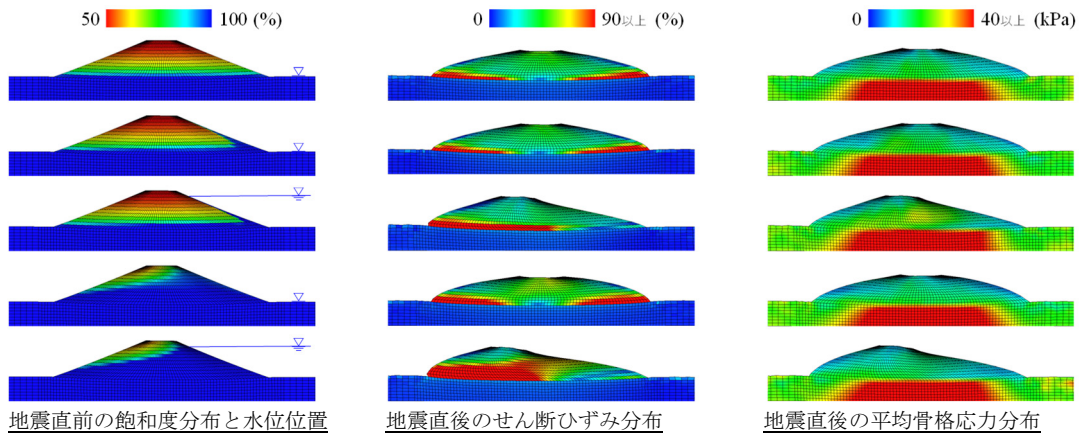 50 100 (%)
0 90以上 (%)
0 40以上 (kPa)
地震直前の飽和度分布と水位位置
地震直後のせん断ひずみ分布
地震直後の平均骨格応力分布